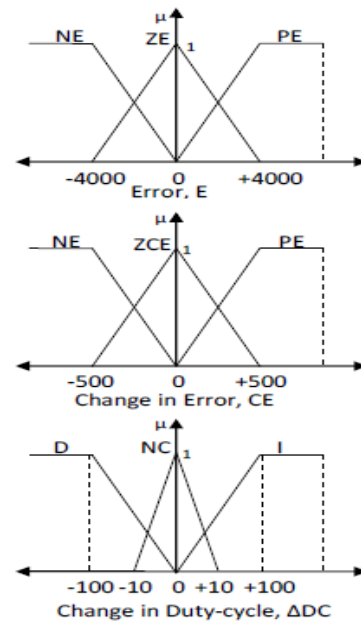 μ
NE ZE 1 PE
-4000 0 +4000
Error, E
μ
NE ZCE 1 PE
-500 0 +500
Change in Error, CE
μ
D NC 1 I
-100 -10 0 +10 +100
Change in Duty-cycle, ΔDC